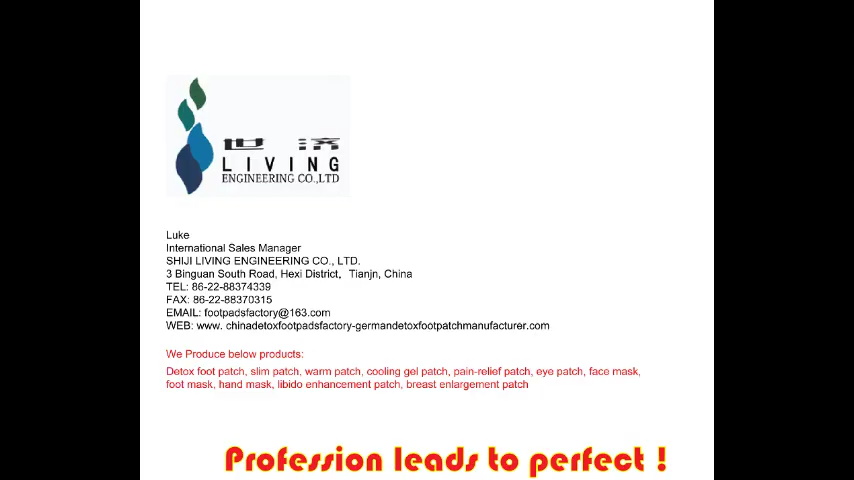 世济
LIVING
ENGINEERING CO.,LTD
Luke
International Sales Manager
SHIJI LIVING ENGINEERING CO., LTD.
3 Binguan South Road, Hexi District, Tianjn, China
TEL: 86-22-88374339
FAX: 86-22-88370315
EMAIL: footpadsfactory@163.com
WEB: www. chinadetoxfootpadsfactory-germandetoxfootpatchmanufacturer.com
We Produce below products:
Detox foot patch, slim patch, warm patch, cooling gel patch, pain-relief patch, eye patch, face mask,
foot mask, hand mask, libido enhancement patch, breast enlargement patch
Profession leads to perfect !